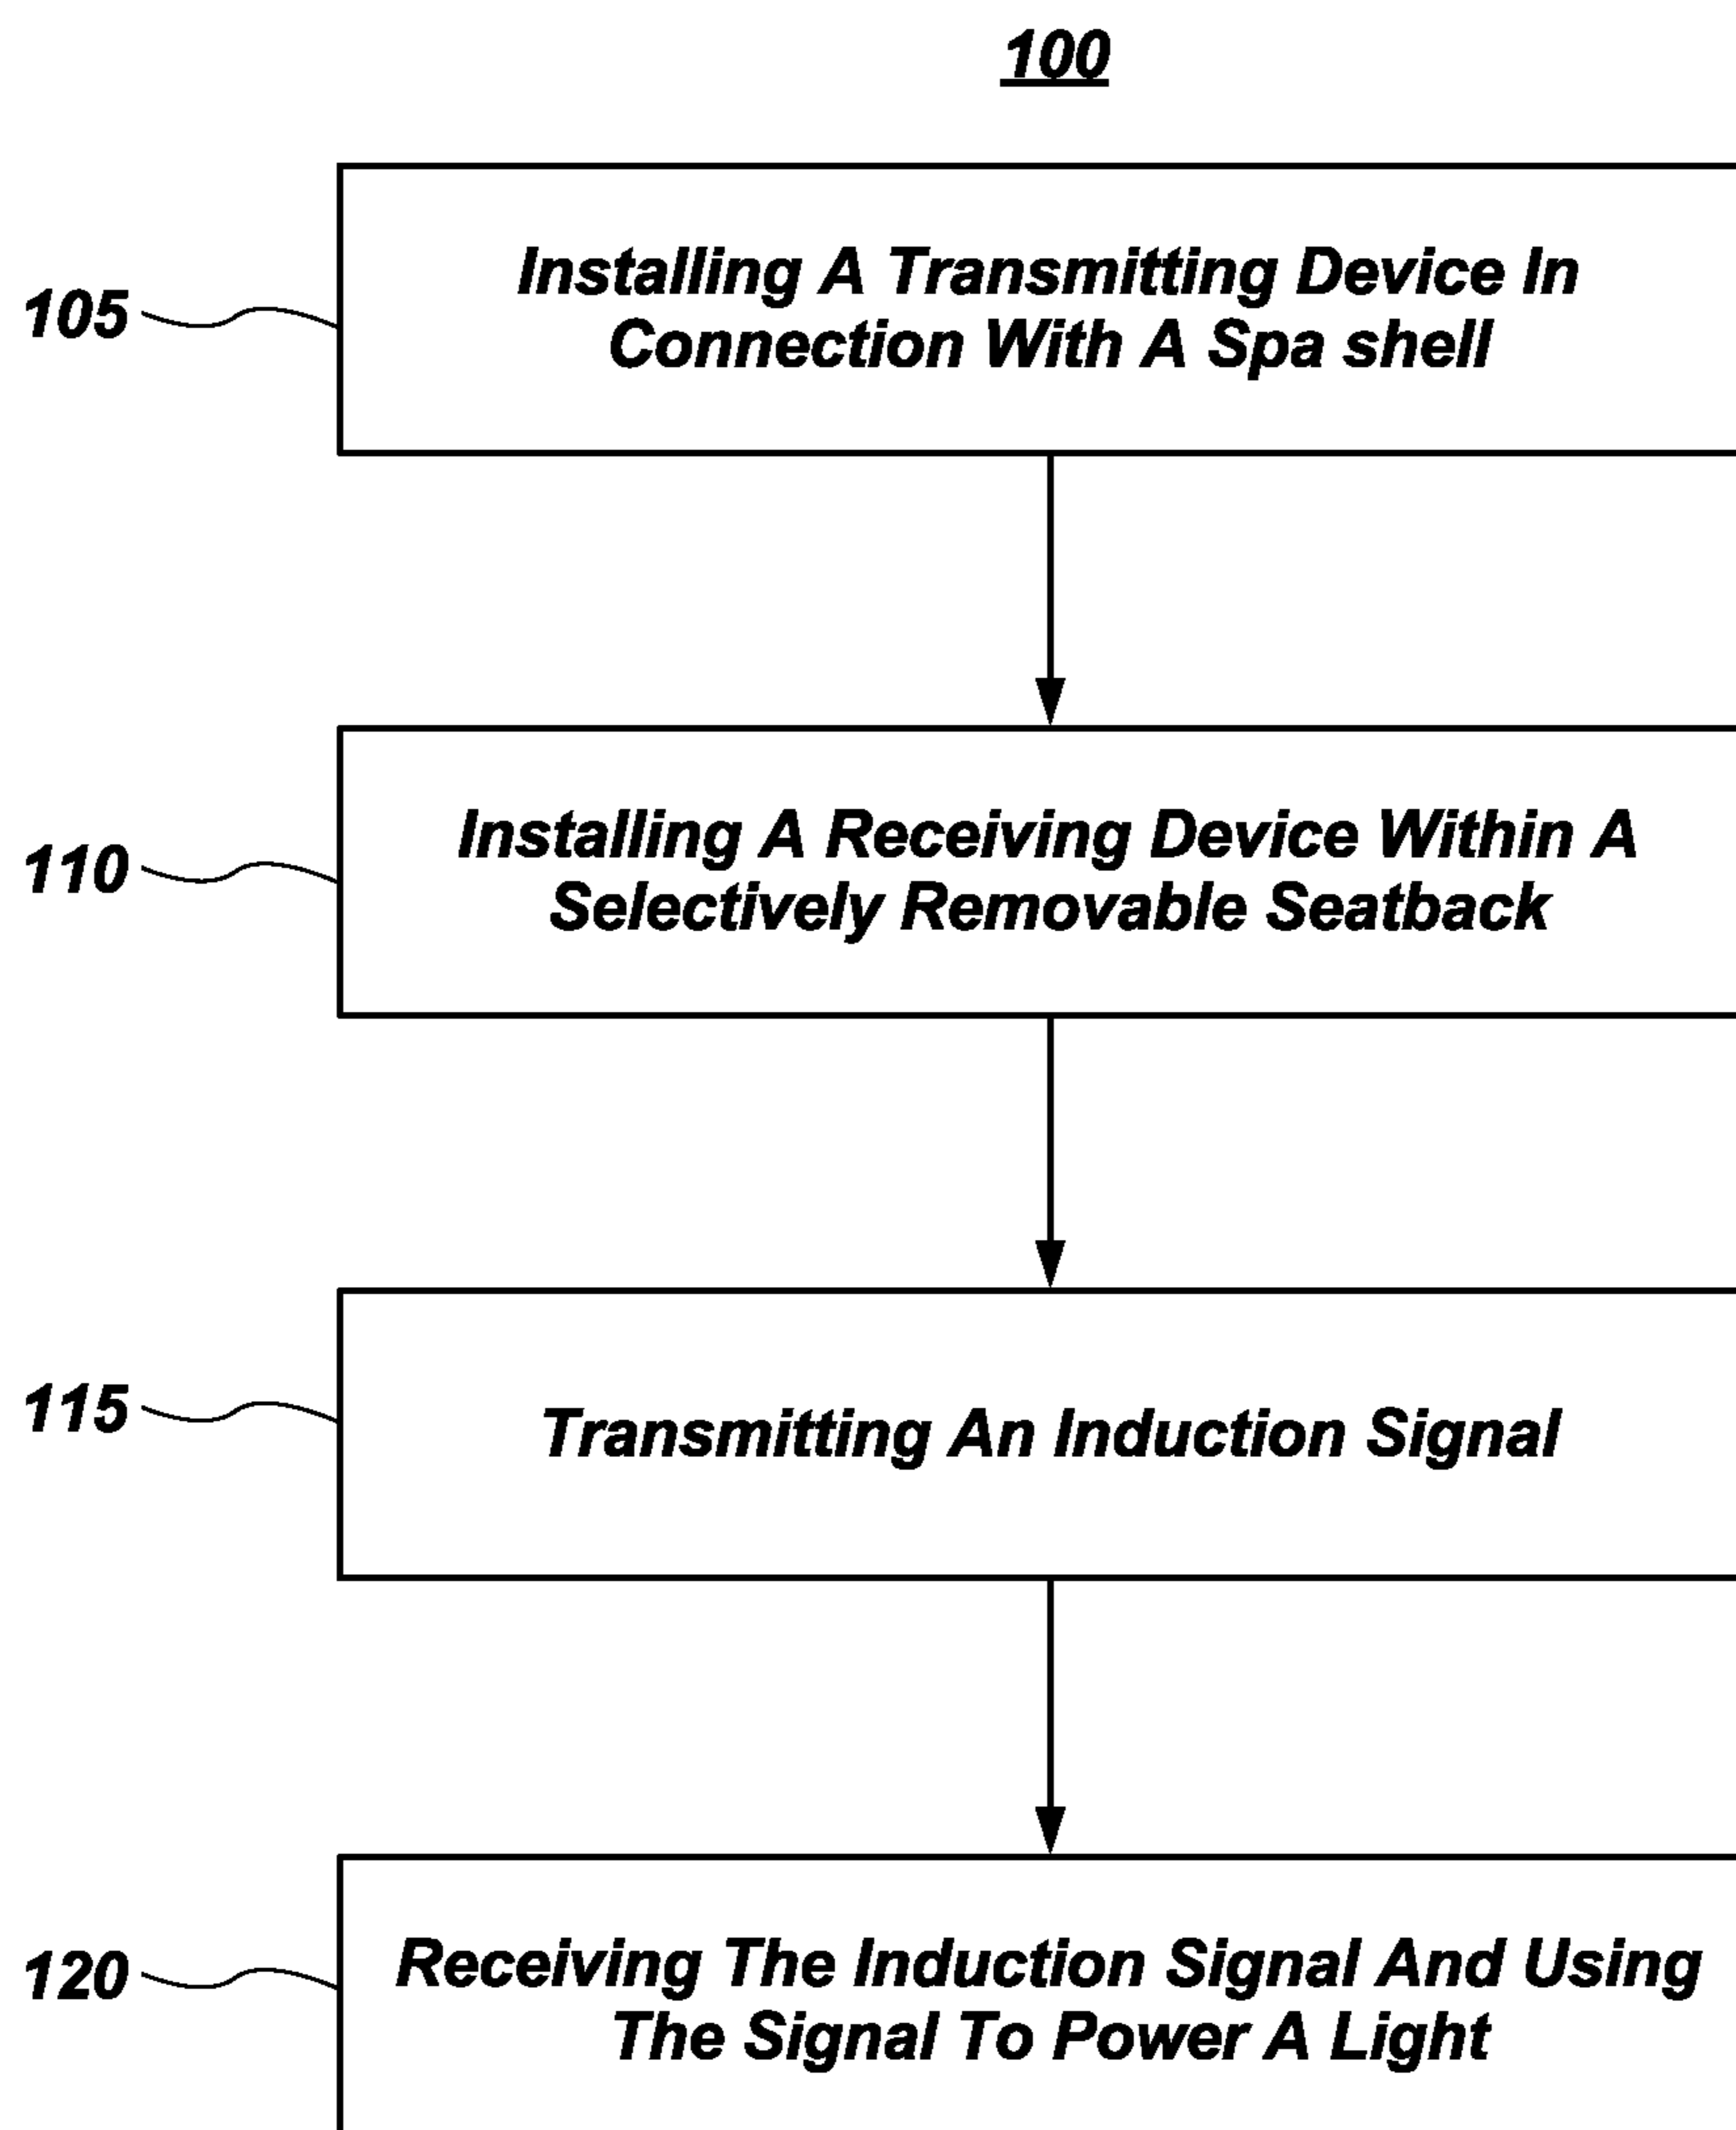 100
105
Installing A Transmitting Device In
Connection With A Spa shell
110
Installing A Receiving Device Within A
Selectively Removable Seatback
115
Transmitting An Induction Signal
120
Receiving The Induction Signal And Using
The Signal To Power A Light